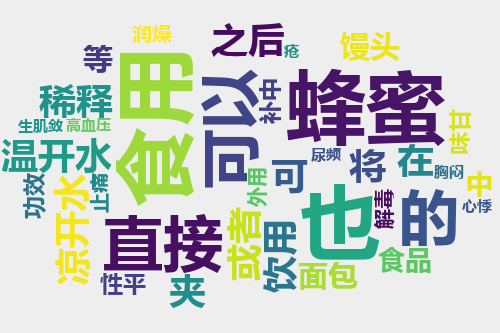 润燥
之后
疮
馒头
等
食用
可以
补中
蜂蜜
稀释
生肌敛
高血压
味甘
温开水
尿频
将
在
胸闷
功效
凉开水
止痛
直接
外用
可
也
解毒
的
中
心悸
或者
饮用
面包
食品
性平
夹